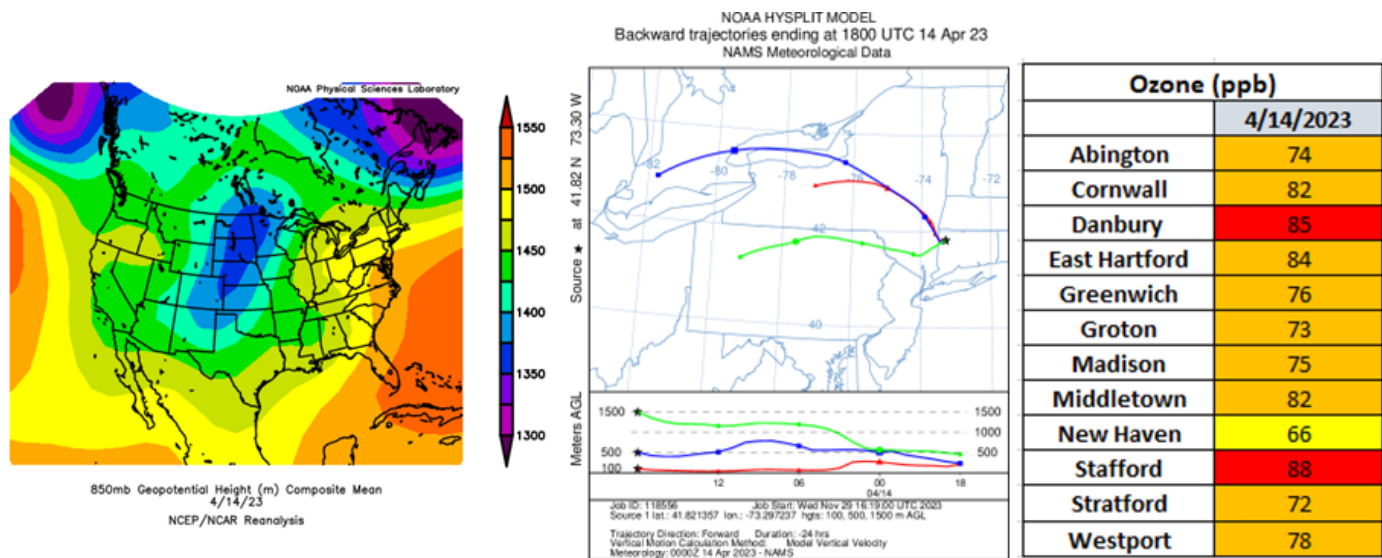 NOAA Physical Sciences Laboratory
1550
1500
1450
1400
1350
1300
850mb Geopotential Height (m) Composite Mean
4/14/23
NCEP/NCAR Reanalysis
NOAA HYSPLIT MODEL
Backward trajectories ending at 1800 UTC 14 Apr 23
NAMS Meteorological Data
Source ★ at 41.82 N 73.30 W
-82
-80
-78
-76
-74
-72
42
40
Meters AGL
1500
500
100
1500
1000
500
12 06 00 18
04/14
Job ID: 118556 Job Start: Wed Nov 29 16:19:00 UTC 2023
Source 1 lat.: 41.821357 lon.: -73.297237 hgts: 100, 500, 1500 m AGL
Trajectory Direction: Forward Duration: -24 hrs
Vertical Motion Calculation Method: Model Vertical Velocity
Meteorology: 0000Z 14 Apr 2023 - NAMS
Ozone (ppb)
4/14/2023
Abington 74
Cornwall 82
Danbury 85
East Hartford 84
Greenwich 76
Groton 73
Madison 75
Middletown 82
New Haven 66
Stafford 88
Stratford 72
Westport 78